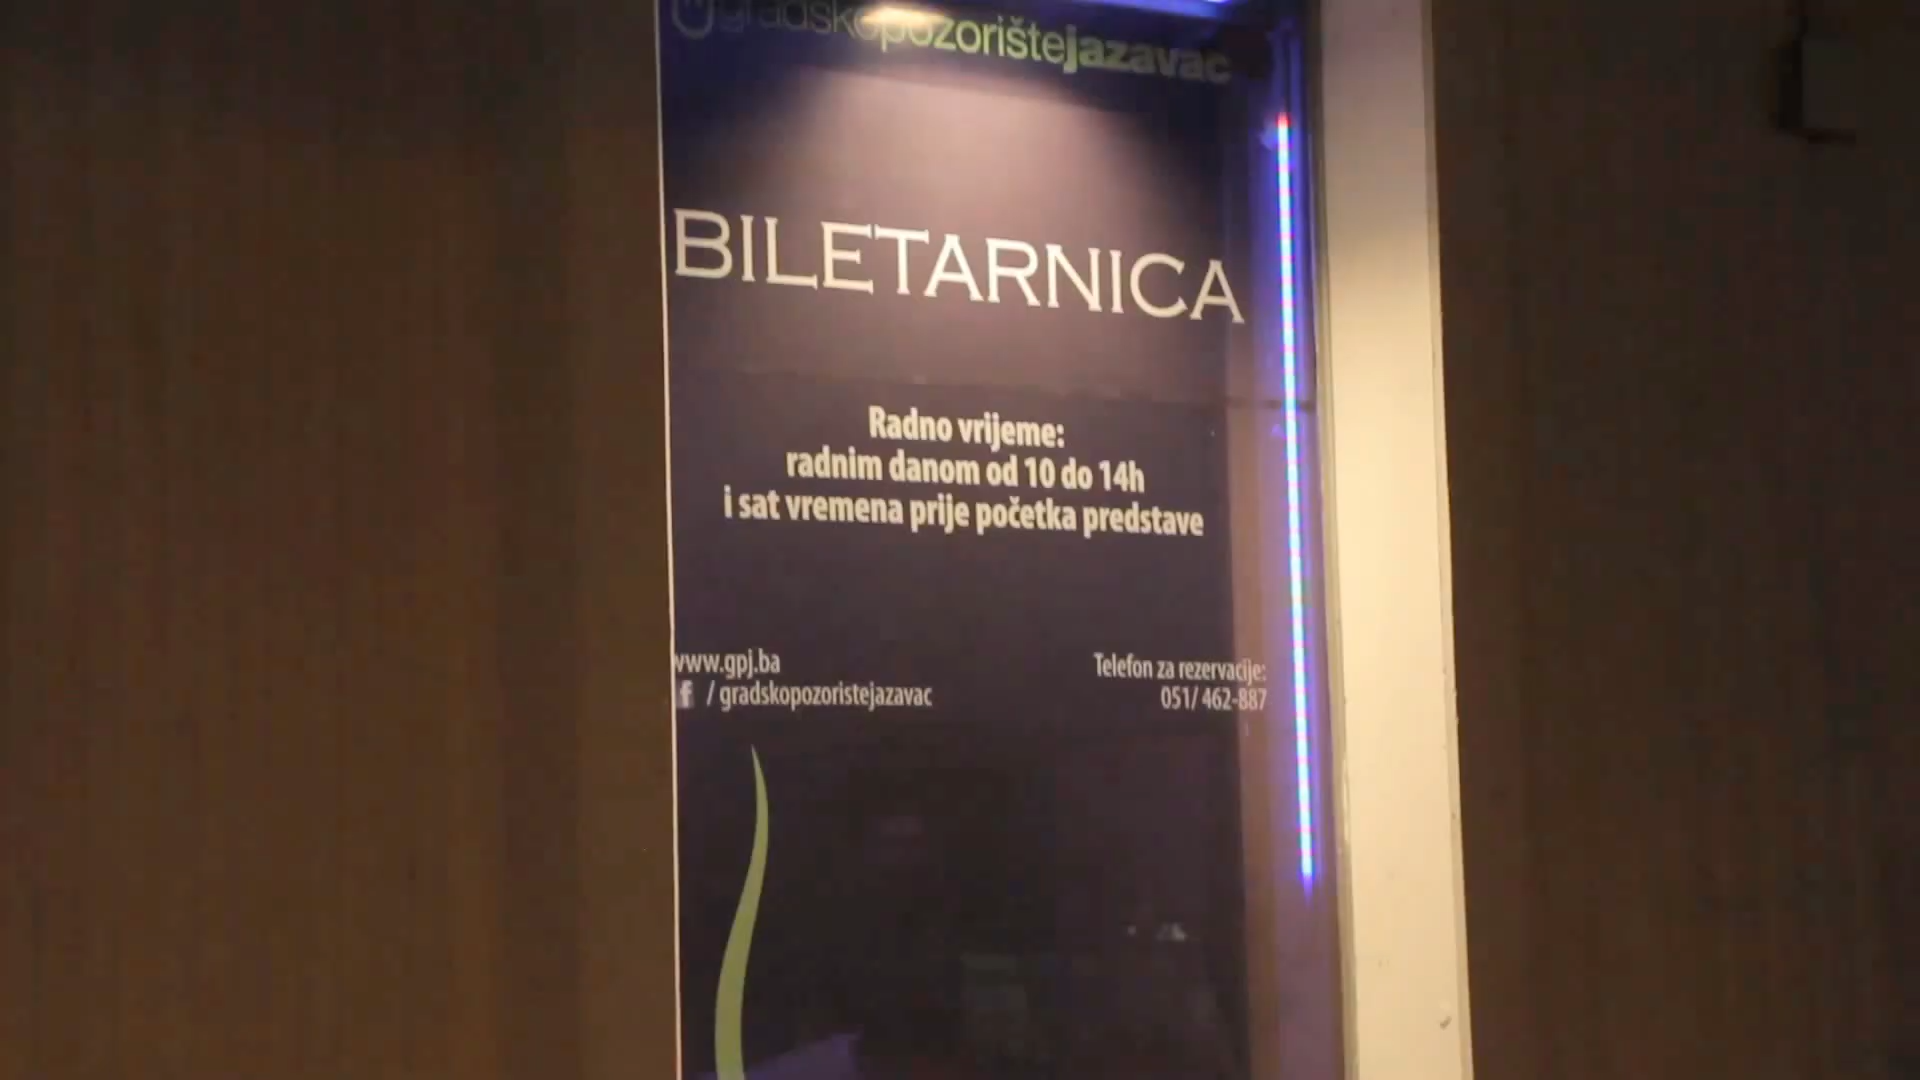 gradskopozorištejazavac
BILETARNICA
Radno vrijeme:
radnim danom od 10 do 14h
i sat vremena prije početka predstave
www.gpj.ba
f / gradskopozoristejazavac
Telefon za rezervacije:
051/ 462-887